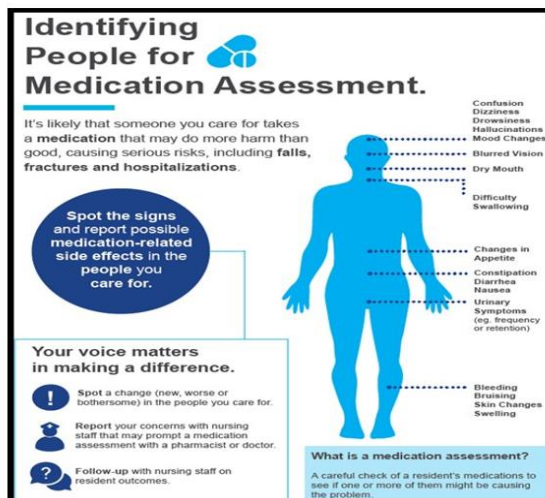 Identifying
People for
Medication Assessment.
It's likely that someone you care for takes
a medication that may do more harm than
good, causing serious risks, including falls,
fractures and hospitalizations.
Spot the signs
and report possible
medication-related
side effects in the
people you
care for.
Confusion
Dizziness
Drowsiness
Hallucinations
Mood Changes
Blurred Vision
Dry Mouth
Difficulty
Swallowing
Changes in
Appetite
Constipation
Diarrhea
Nausea
Urinary
Symptoms
(eg. frequency
or retention)
Bleeding
Bruising
Skin Changes
Swelling
Your voice matters
in making a difference.
!
Spot a change (new, worse or
bothersome) in the people you care for.
Report your concerns with nursing
staff that may prompt a medication
assessment with a pharmacist or doctor.
?
Follow-up with nursing staff on
resident outcomes.
What is a medication assessment?
A careful check of a resident's medications to
see if one or more of them might be causing
the problem.